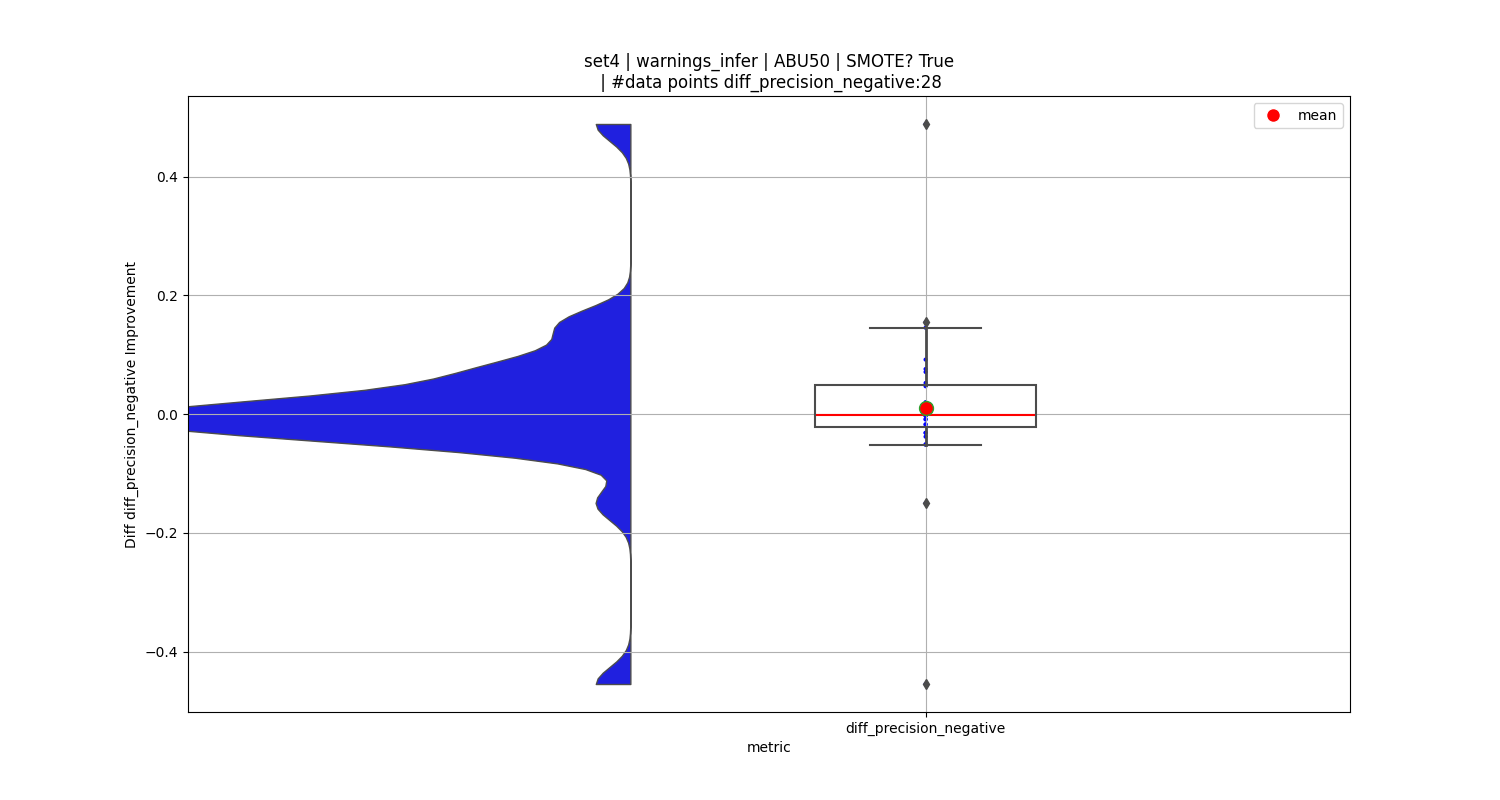 set4 | warnings_infer | ABU50 | SMOTE? True
| #data points diff_precision_negative:28
mean
0.4
0.2
0.0
−0.2
−0.4
Diff diff_precision_negative Improvement
diff_precision_negative
metric